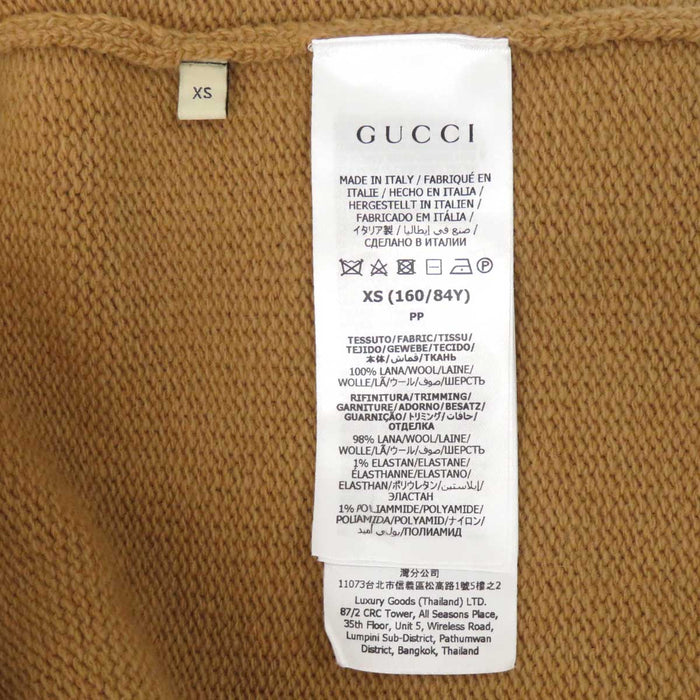 XS
GUCCI
MADE IN ITALY / FABRIQUÉ EN
ITALIE / HECHO EN ITALIA /
HERGESTELLT IN ITALIEN /
FABRICADO EM ITÁLIA /
イタリア製 / صنع في إيطاليا /
СДЕЛАНО В ИТАЛИИ
P
XS (160/84Y)
PP
TESSUTO/FABRIC/TISSU/
TEJIDO/GEWEBE/TECIDO/
本体/قماش/ТКАНЬ
100% LANA/WOOL/LAINE/
WOLLE/LÃ/ウール/صوف/ШЕРСТЬ
RIFINITURA/TRIMMING/
GARNITURE/ADORNO/BESATZ/
GUARNIÇÃO/トリミング/حافات/
ОТДЕЛКА
98% LANA/WOOL/LAINE/
WOLLE/LÃ/ウール/صوف/ШЕРСТЬ
1% ELASTAN/ELASTANE/
ÉLASTHANNE/ELASTANO/
ELASTHAN/ポリウレタン/إيلاستين/
ЭЛАСТАН
1% POLIAMMIDE/POLYAMIDE/
POLIAMIDA/POLYAMID/ナイロン/
بولي أميد/ПОЛИАМИД
灣分公司
11073台北市信義區松高路1號5樓之2
Luxury Goods (Thailand) LTD.
87/2 CRC Tower, All Seasons Place,
35th Floor, Unit 5, Wireless Road,
Lumpini Sub-District, Pathumwan
District, Bangkok, Thailand